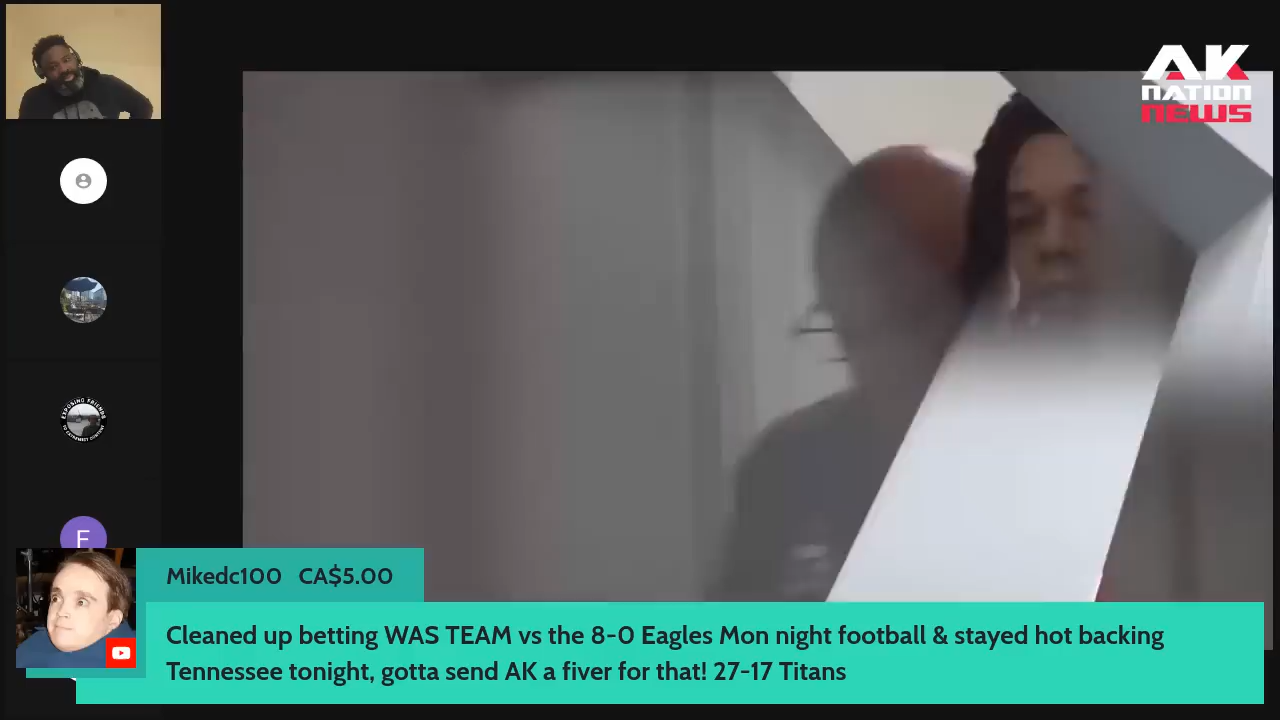 AK
NATION
NEWS
E
Mikedc100 CA$5.00
Cleaned up betting WAS TEAM vs the 8-0 Eagles Mon night football & stayed hot backing
Tennessee tonight, gotta send AK a fiver for that! 27-17 Titans